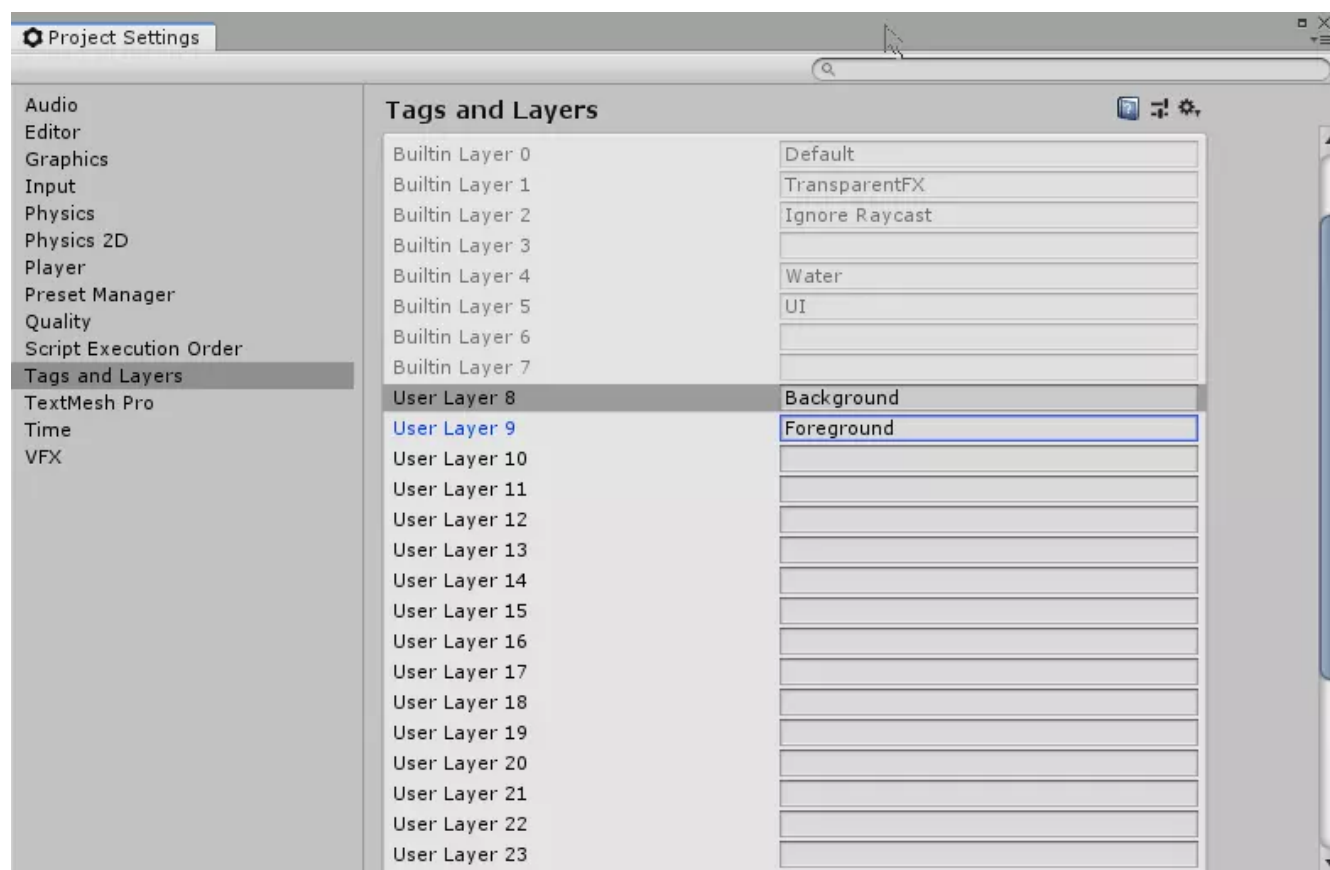 Project Settings
Audio
Editor
Graphics
Input
Physics
Physics 2D
Player
Preset Manager
Quality
Script Execution Order
Tags and Layers
TextMesh Pro
Time
VFX
Tags and Layers
Builtin Layer 0 Default
Builtin Layer 1 TransparentFX
Builtin Layer 2 Ignore Raycast
Builtin Layer 3
Builtin Layer 4 Water
Builtin Layer 5 UI
Builtin Layer 6
Builtin Layer 7
User Layer 8 Background
User Layer 9 Foreground
User Layer 10
User Layer 11
User Layer 12
User Layer 13
User Layer 14
User Layer 15
User Layer 16
User Layer 17
User Layer 18
User Layer 19
User Layer 20
User Layer 21
User Layer 22
User Layer 23